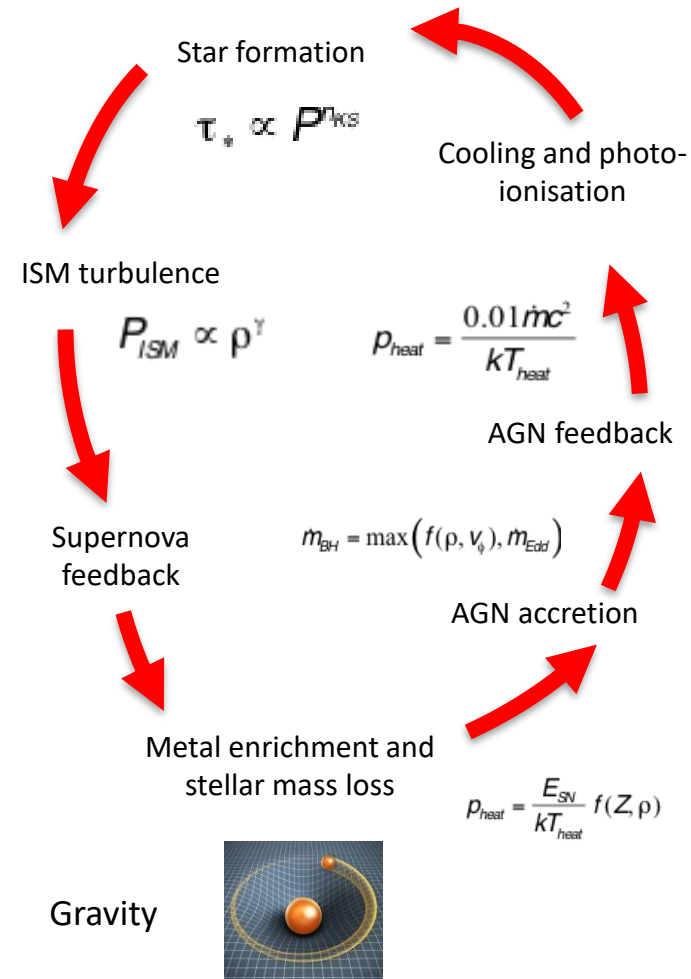 Star formation
τ* ∝ P^nKS
Cooling and photo-
ionisation
ISM turbulence
P_ISM ∝ ρ^γ
p_heat = 0.01ṁc² / kT_heat
AGN feedback
Supernova
feedback
ṁ_BH = max(f(ρ, v_ϕ), ṁ_Edd)
AGN accretion
Metal enrichment and
stellar mass loss
p_heat = E_SN / kT_heat f(Z, ρ)
Gravity